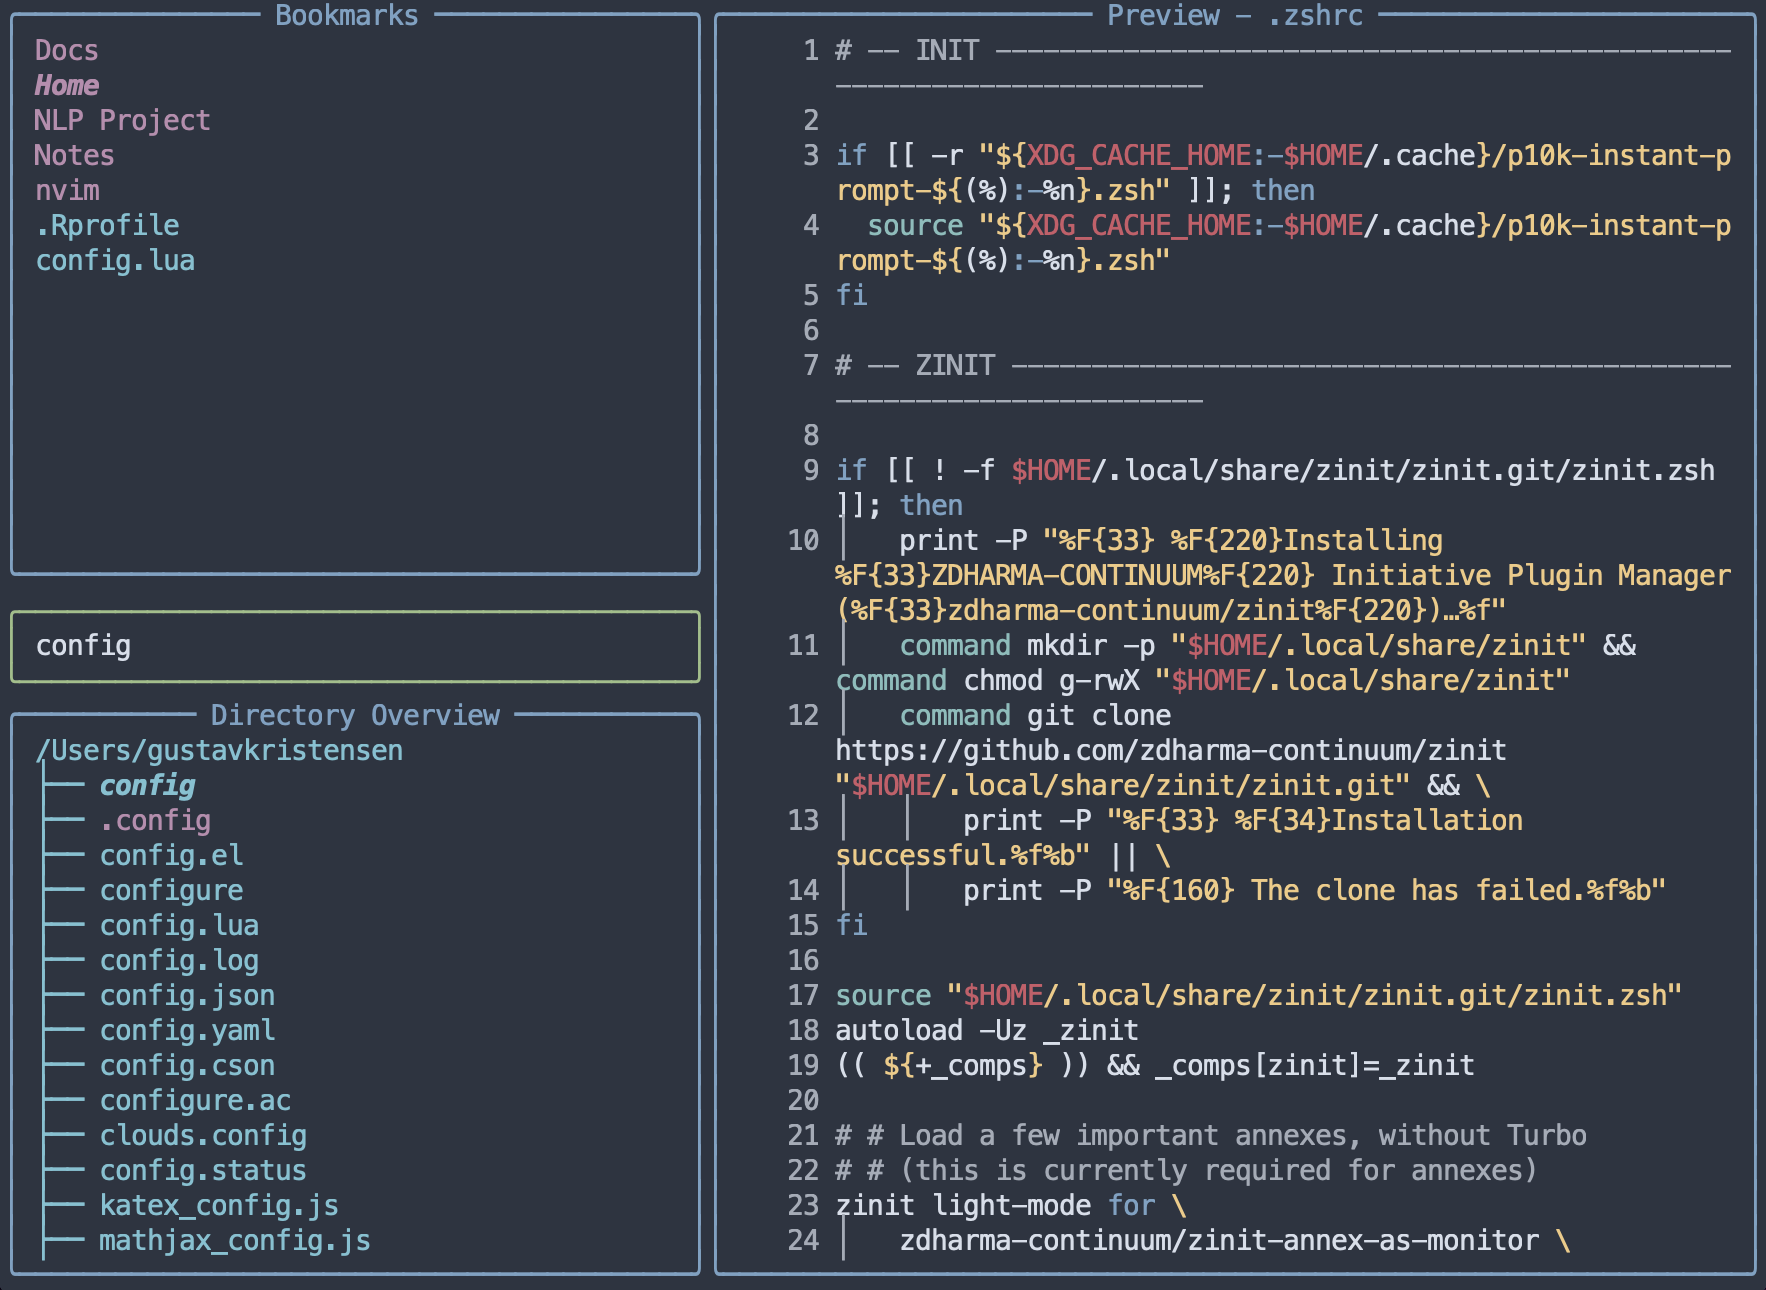 Bookmarks
Docs
Home
NLP Project
Notes
nvim
.Rprofile
config.lua
config
Directory Overview
/Users/gustavkristensen
├── config
├── .config
├── config.el
├── configure
├── config.lua
├── config.log
├── config.json
├── config.yaml
├── config.cson
├── configure.ac
├── clouds.config
├── config.status
├── katex_config.js
├── mathjax_config.js
Preview - .zshrc
1 # -- INIT ----------------------------------------------
-----------------------
2
3 if [[ -r "${XDG_CACHE_HOME:-$HOME/.cache}/p10k-instant-p
rompt-${(%):-%n}.zsh" ]]; then
4   source "${XDG_CACHE_HOME:-$HOME/.cache}/p10k-instant-p
rompt-${(%):-%n}.zsh"
5 fi
6
7 # -- ZINIT ---------------------------------------------
-----------------------
8
9 if [[ ! -f $HOME/.local/share/zinit/zinit.git/zinit.zsh
]]; then
10 │   print -P "%F{33} %F{220}Installing
%F{33}ZDHARMA-CONTINUUM%F{220} Initiative Plugin Manager
(%F{33}zdharma-continuum/zinit%F{220})…%f"
11 │   command mkdir -p "$HOME/.local/share/zinit" &&
command chmod g-rwX "$HOME/.local/share/zinit"
12 │   command git clone
https://github.com/zdharma-continuum/zinit
"$HOME/.local/share/zinit/zinit.git" && \
13 │   │   print -P "%F{33} %F{34}Installation
successful.%f%b" || \
14 │   │   print -P "%F{160} The clone has failed.%f%b"
15 fi
16
17 source "$HOME/.local/share/zinit/zinit.git/zinit.zsh"
18 autoload -Uz _zinit
19 (( ${+_comps} )) && _comps[zinit]=_zinit
20
21 # # Load a few important annexes, without Turbo
22 # # (this is currently required for annexes)
23 zinit light-mode for \
24 │   zdharma-continuum/zinit-annex-as-monitor \